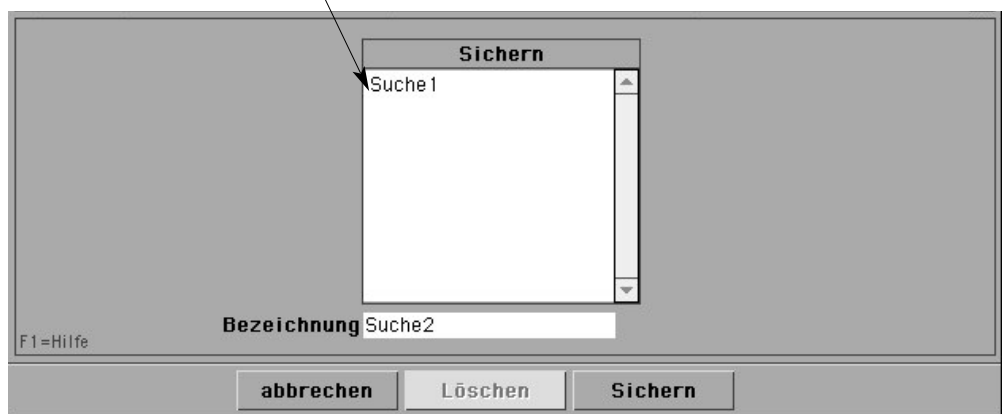 Sichern
Suche1
Bezeichnung Suche2
F1=Hilfe
abbrechen Löschen Sichern